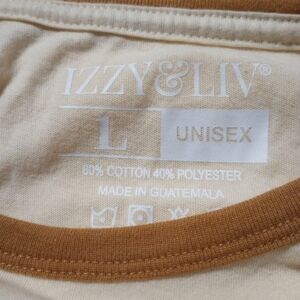 IZZY&LIV®
L UNISEX
60% COTTON 40% POLYESTER
MADE IN GUATEMALA